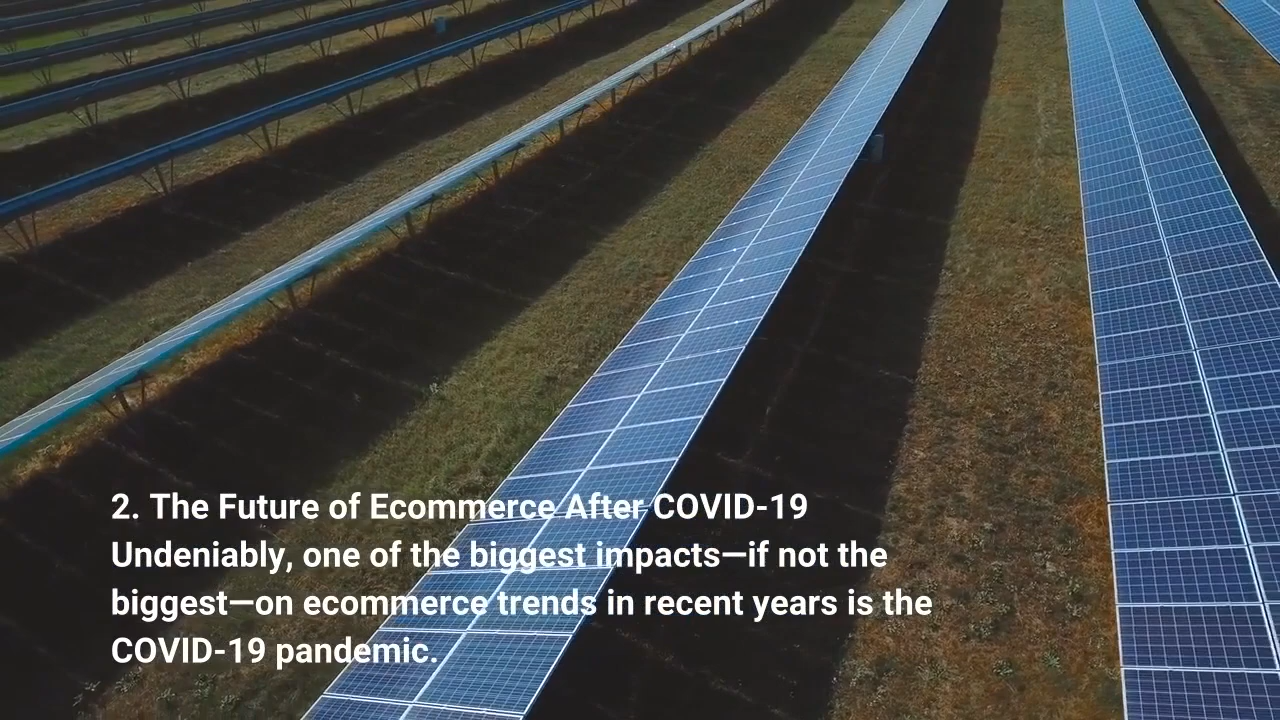 2. The Future of Ecommerce After COVID-19
Undeniably, one of the biggest impacts—if not the
biggest—on ecommerce trends in recent years is the
COVID-19 pandemic.